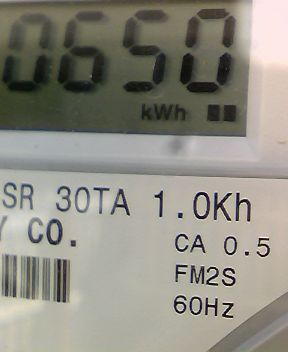 0650
kWh
SR 30TA 1.0Kh
Y CO.
CA 0.5
FM2S
60Hz